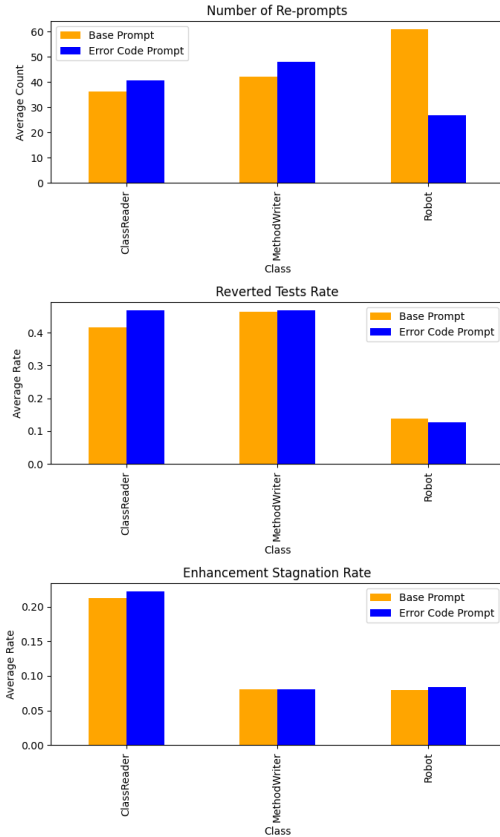 Number of Re-prompts
Base Prompt
Error Code Prompt
60
50
40
30
20
10
0
Average Count
ClassReader
MethodWriter
Robot
Class
Reverted Tests Rate
Base Prompt
Error Code Prompt
0.4
0.3
0.2
0.1
0.0
Average Rate
ClassReader
MethodWriter
Robot
Class
Enhancement Stagnation Rate
Base Prompt
Error Code Prompt
0.20
0.15
0.10
0.05
0.00
Average Rate
ClassReader
MethodWriter
Robot
Class